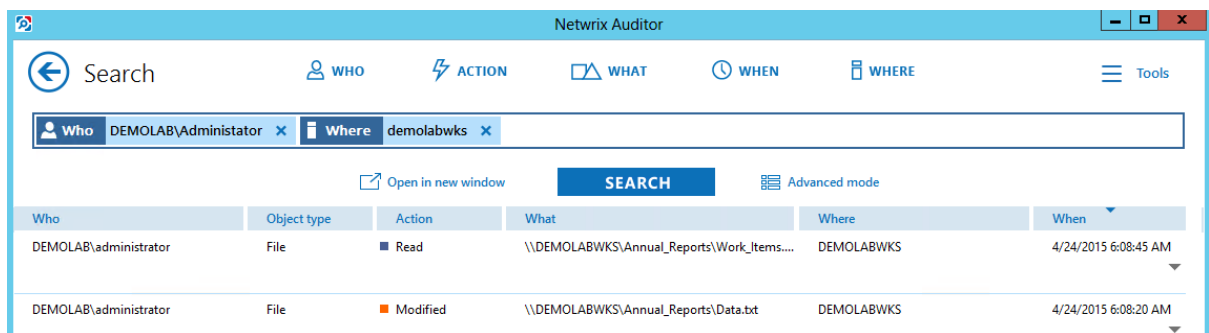 Netwrix Auditor
Search WHO ACTION WHAT WHEN WHERE Tools
Who DEMOLAB\Administator Where demolabwks
Open in new window SEARCH Advanced mode
Who Object type Action What Where When
DEMOLAB\administrator File Read \\DEMOLABWKS\Annual_Reports\Work_Items.... DEMOLABWKS 4/24/2015 6:08:45 AM
DEMOLAB\administrator File Modified \\DEMOLABWKS\Annual_Reports\Data.txt DEMOLABWKS 4/24/2015 6:08:20 AM